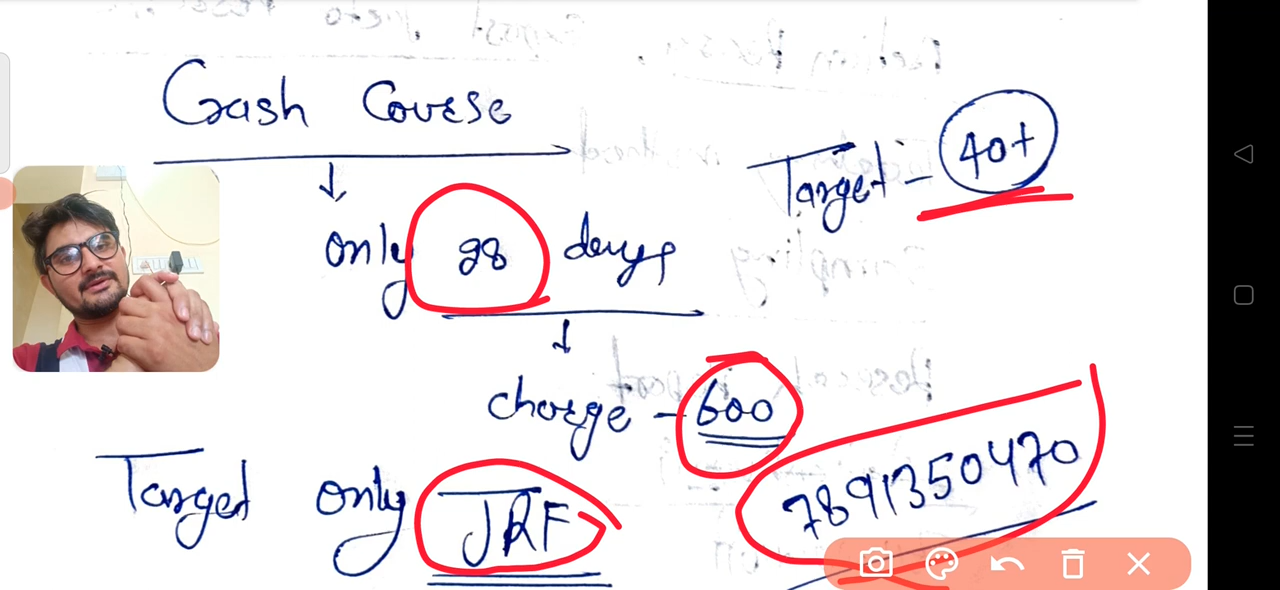 Crash Course
Target - 40+
only 28 days
charge - 600
Target only JRF
7891350470